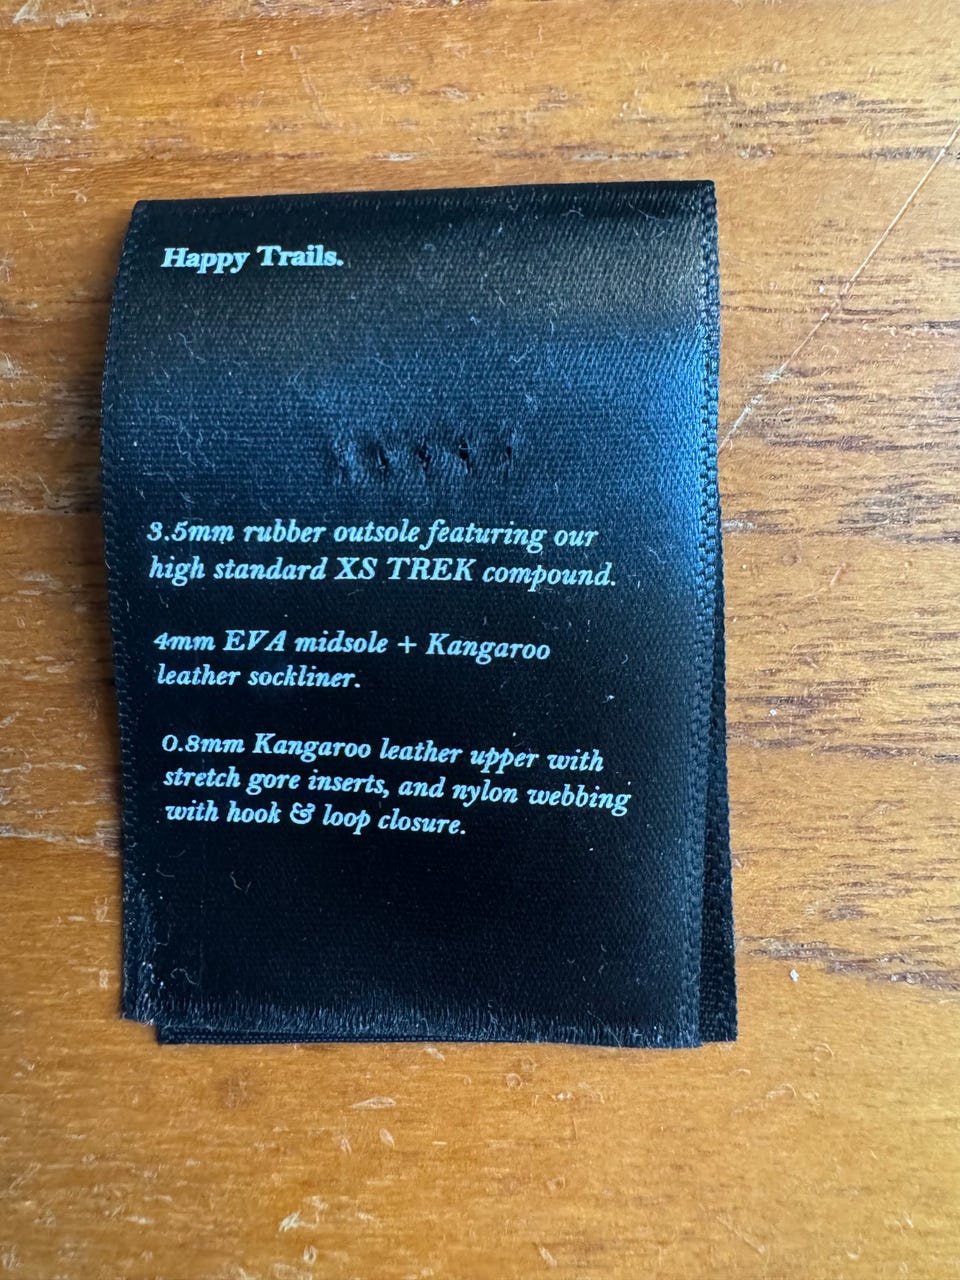 Happy Trails.
3.5mm rubber outsole featuring our
high standard XS TREK compound.
4mm EVA midsole + Kangaroo
leather sockliner.
0.8mm Kangaroo leather upper with
stretch gore inserts, and nylon webbing
with hook & loop closure.